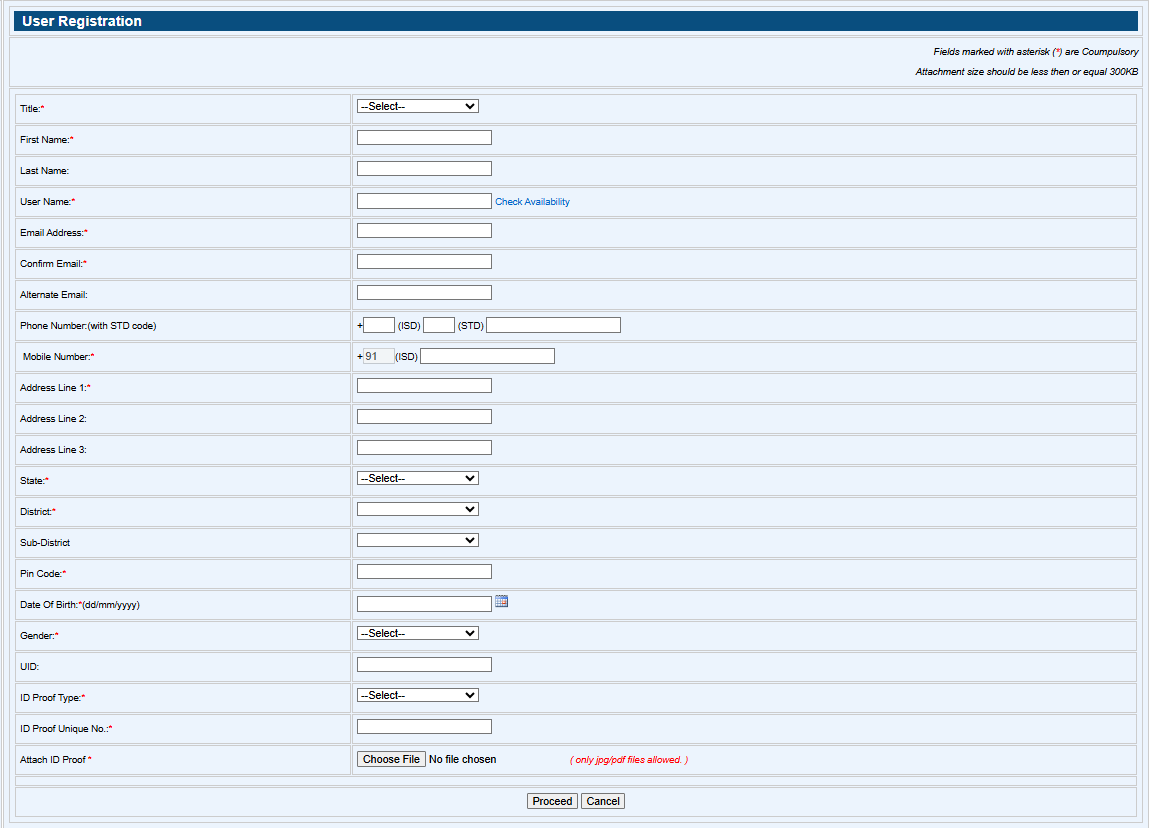 User Registration
Fields marked with asterisk (*) are Coumpulsory
Attachment size should be less then or equal 300KB
Title:* --Select--
First Name:*
Last Name:
User Name:* Check Availability
Email Address:*
Confirm Email:*
Alternate Email:
Phone Number:(with STD code) + (ISD) (STD)
Mobile Number:* + 91 (ISD)
Address Line 1:*
Address Line 2:
Address Line 3:
State:* --Select--
District:*
Sub-District
Pin Code:*
Date Of Birth:*(dd/mm/yyyy)
Gender:* --Select--
UID:
ID Proof Type:* --Select--
ID Proof Unique No.:*
Attach ID Proof * Choose File No file chosen ( only jpg/pdf files allowed. )
Proceed Cancel